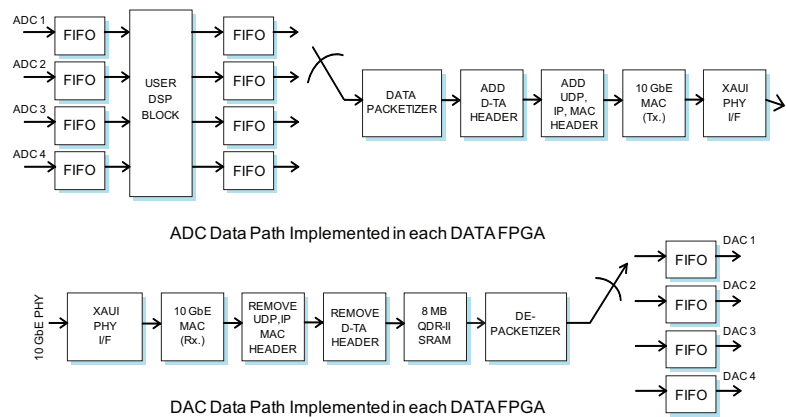 ADC 1
FIFO
FIFO
ADC 2
FIFO
FIFO
ADC 3
FIFO
FIFO
ADC 4
FIFO
FIFO
USER
DSP
BLOCK
DATA
PACKETIZER
ADD
D-TA
HEADER
ADD
UDP,
IP, MAC
HEADER
10 GbE
MAC
(Tx.)
XAUI
PHY
I/F
ADC Data Path Implemented in each DATA FPGA
10 GbE PHY
XAUI
PHY
I/F
10 GbE
MAC
(Rx.)
REMOVE
UDP,IP
MAC
HEADER
REMOVE
D-TA
HEADER
8 MB
QDR-II
SRAM
DE-
PACKETIZER
FIFO
DAC 1
FIFO
DAC 2
FIFO
DAC 3
FIFO
DAC 4
DAC Data Path Implemented in each DATA FPGA